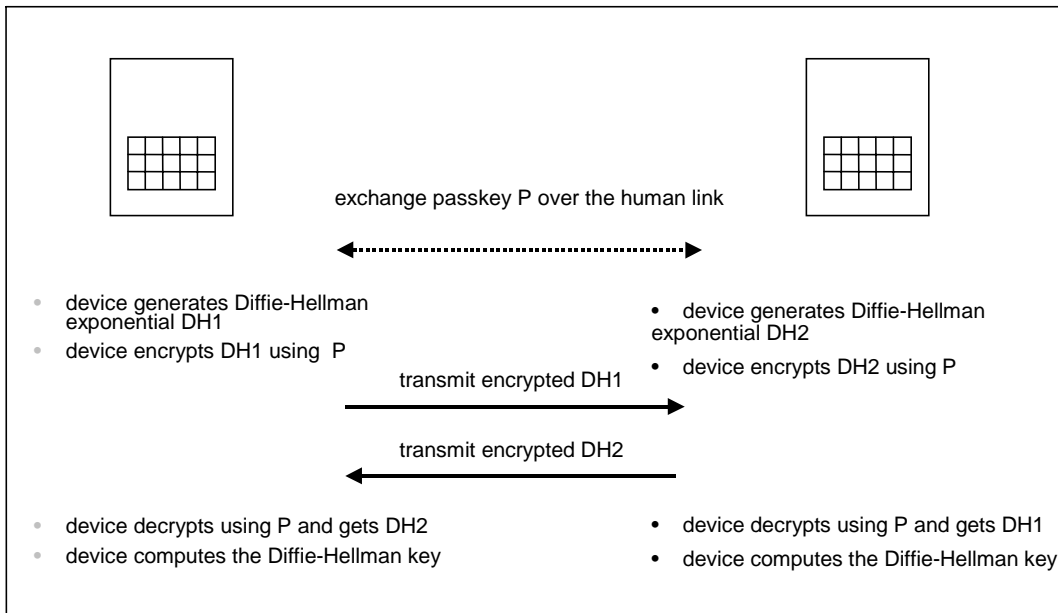 exchange passkey P over the human link
• device generates Diffie-Hellman
exponential DH1
• device encrypts DH1 using P
• device generates Diffie-Hellman
exponential DH2
• device encrypts DH2 using P
transmit encrypted DH1
transmit encrypted DH2
• device decrypts using P and gets DH2
• device computes the Diffie-Hellman key
• device decrypts using P and gets DH1
• device computes the Diffie-Hellman key